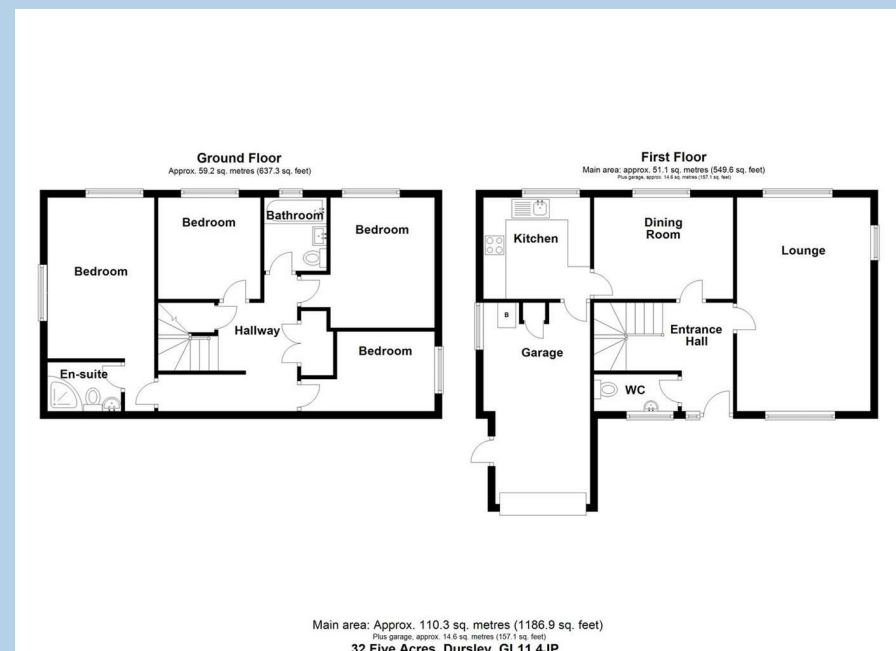 Ground Floor
Approx. 59.2 sq. metres (637.3 sq. feet)
Bedroom
Bedroom
Bathroom
Bedroom
Hallway
Bedroom
En-suite
First Floor
Main area: approx. 51.1 sq. metres (549.6 sq. feet)
Plus garage, approx. 14.6 sq. metres (157.1 sq. feet)
Kitchen
Dining
Room
Lounge
B
Garage
Entrance
Hall
WC
Main area: Approx. 110.3 sq. metres (1186.9 sq. feet)
Plus garage, approx. 14.6 sq. metres (157.1 sq. feet)
32 Five Acres, Dursley, GL11 4JP